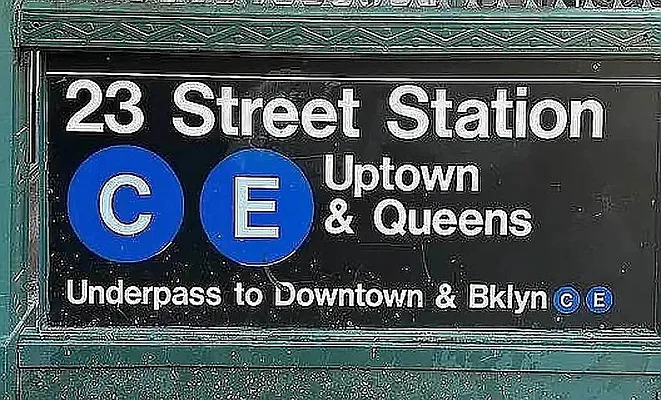 23 Street Station
C E Uptown
& Queens
Underpass to Downtown & Bklyn C E